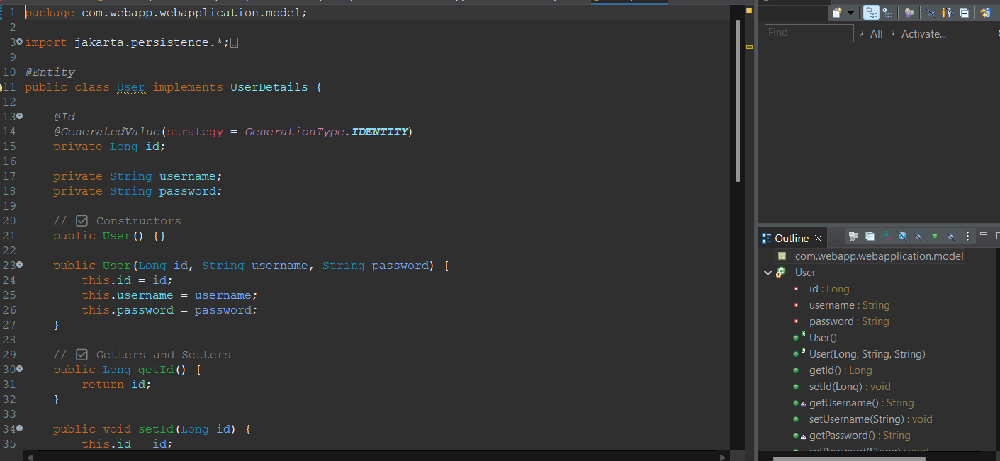 1 package com.webapp.webapplication.model;
2
3 import jakarta.persistence.*;
9
10 @Entity
11 public class User implements UserDetails {
12
13 @Id
14 @GeneratedValue(strategy = GenerationType.IDENTITY)
15 private Long id;
16
17 private String username;
18 private String password;
19
20 // ☑ Constructors
21 public User() {}
22
23 public User(Long id, String username, String password) {
24 this.id = id;
25 this.username = username;
26 this.password = password;
27 }
28
29 // ☑ Getters and Setters
30 public Long getId() {
31 return id;
32 }
33
34 public void setId(Long id) {
35 this.id = id;
Find
All
Activate...
Outline
com.webapp.webapplication.model
User
id : Long
username : String
password : String
User()
User(Long, String, String)
getId() : Long
setId(Long) : void
getUsername() : String
setUsername(String) : void
getPassword() : String
setPassword(String) : void